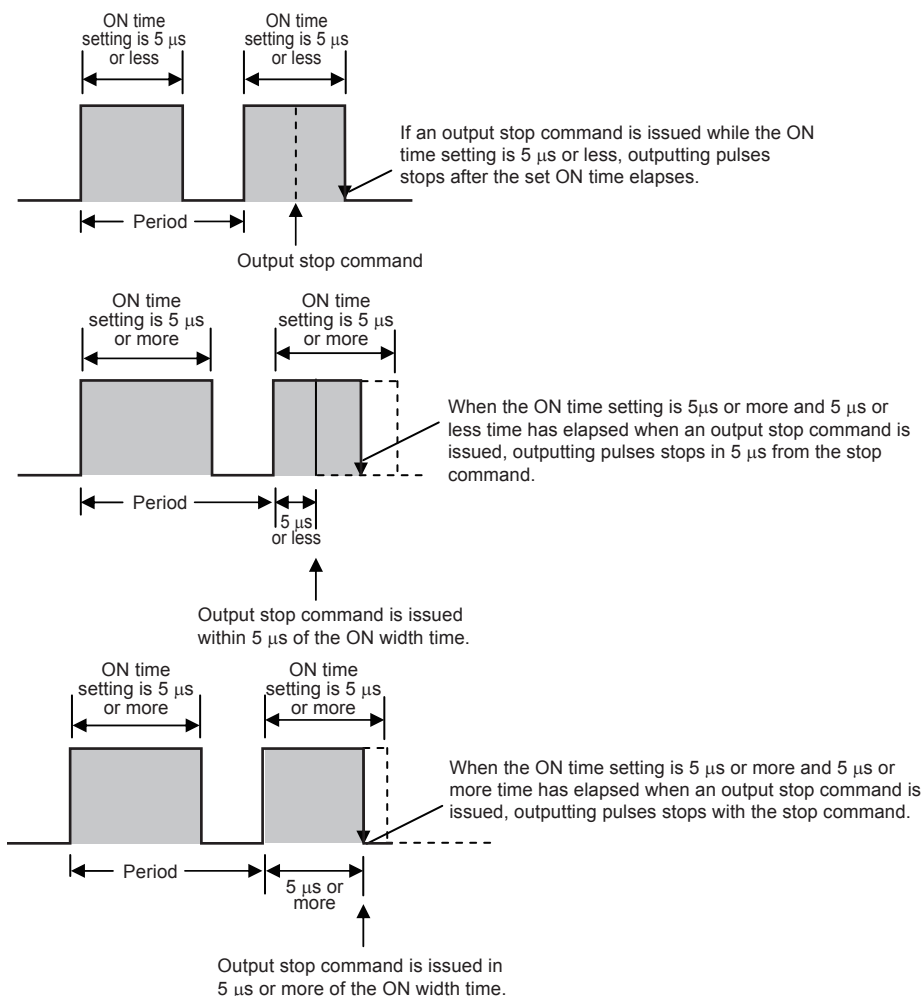 ON time
setting is 5 μs
or less
ON time
setting is 5 μs
or less
If an output stop command is issued while the ON
time setting is 5 μs or less, outputting pulses
stops after the set ON time elapses.
Period
Output stop command
ON time
setting is 5 μs
or more
ON time
setting is 5 μs
or more
When the ON time setting is 5μs or more and 5 μs or
less time has elapsed when an output stop command is
issued, outputting pulses stops in 5 μs from the stop
command.
Period
5 μs
or less
Output stop command is issued
within 5 μs of the ON width time.
ON time
setting is 5 μs
or more
ON time
setting is 5 μs
or more
When the ON time setting is 5 μs or more and 5 μs or
more time has elapsed when an output stop command is
issued, outputting pulses stops with the stop command.
Period
5 μs or
more
Output stop command is issued in
5 μs or more of the ON width time.